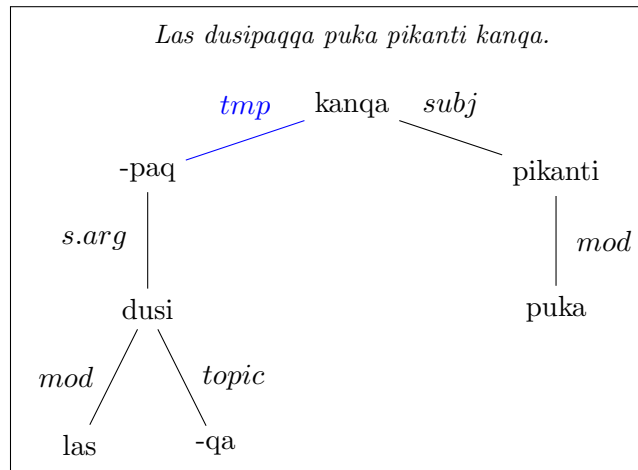 Las dusipaqqa puka pikanti kanqa.
tmp kanqa subj
-paq pikanti
s.arg mod
dusi puka
mod topic
las -qa